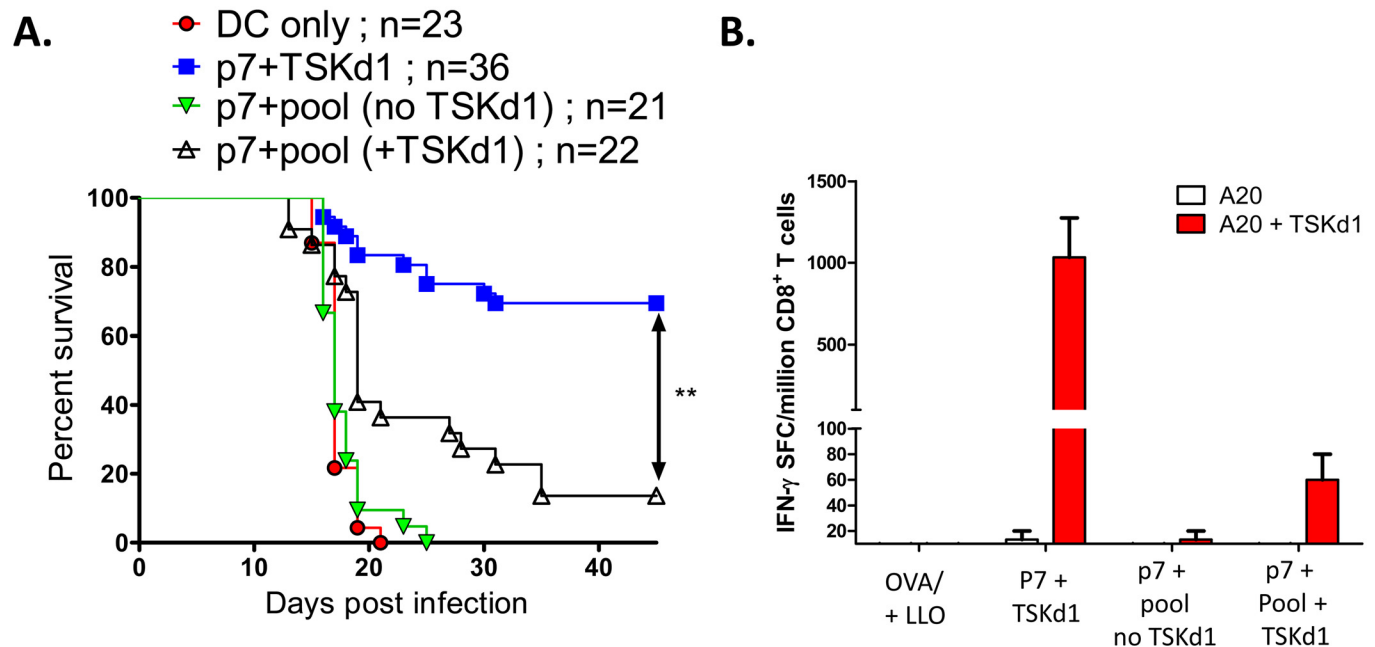 A.
DC only ; n=23
p7+TSKd1 ; n=36
p7+pool (no TSKd1) ; n=21
p7+pool (+TSKd1) ; n=22
100
80
60
40
20
0
Percent survival
0 10 20 30 40
Days post infection
**
B.
A20
A20 + TSKd1
1500
1000
500
100
80
60
40
20
IFN-γ SFC/million CD8⁺ T cells
OVA/
+ LLO
P7 +
TSKd1
p7 +
pool
no TSKd1
p7 +
Pool +
TSKd1